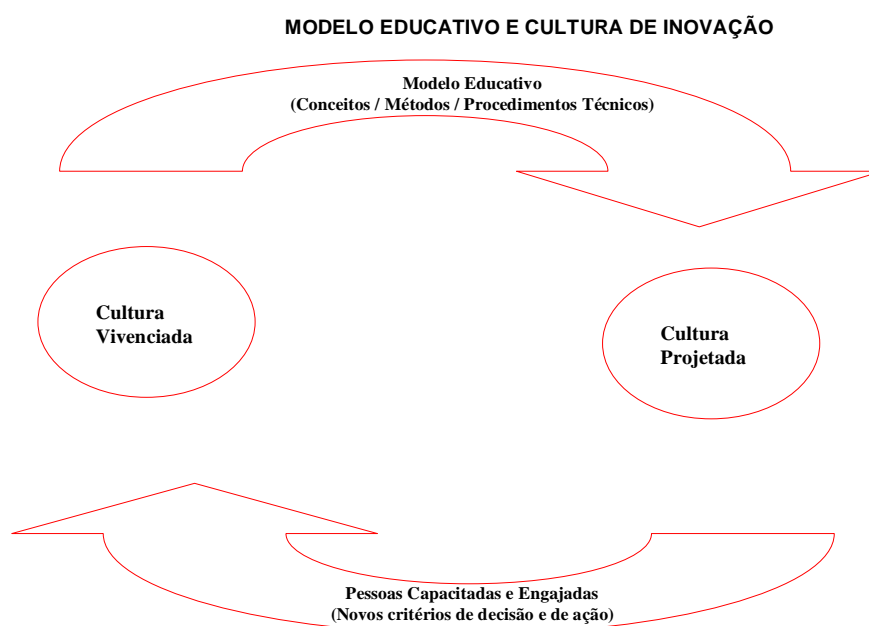 MODELO EDUCATIVO E CULTURA DE INOVAÇÃO
Modelo Educativo
(Conceitos / Métodos / Procedimentos Técnicos)
Cultura
Vivenciada
Cultura
Projetada
Pessoas Capacitadas e Engajadas
(Novos critérios de decisão e de ação)